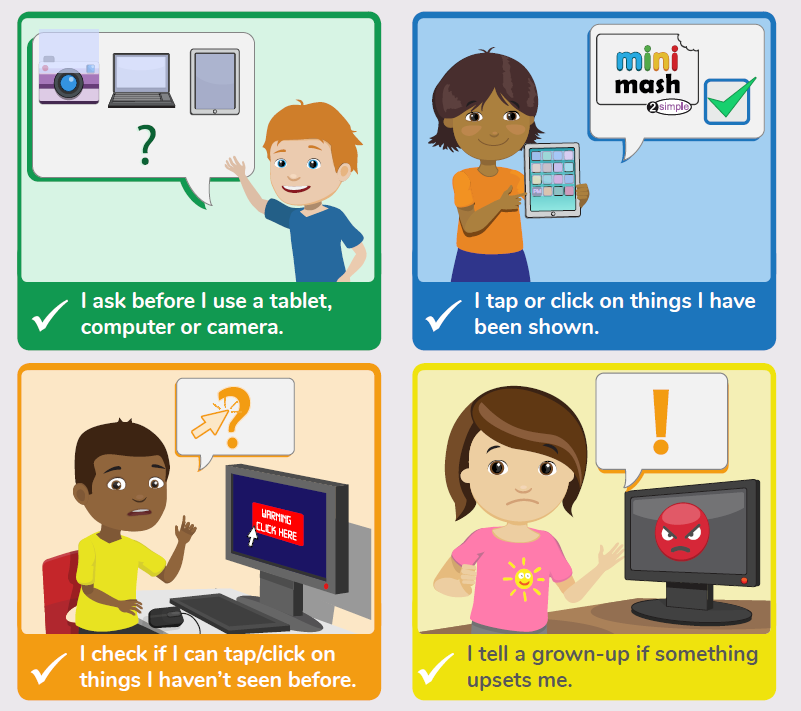 ?
I ask before I use a tablet,
computer or camera.
mini
mash
2simple
I tap or click on things I have
been shown.
?
WARNING
CLICK HERE
I check if I can tap/click on
things I haven't seen before.
!
I tell a grown-up if something
upsets me.